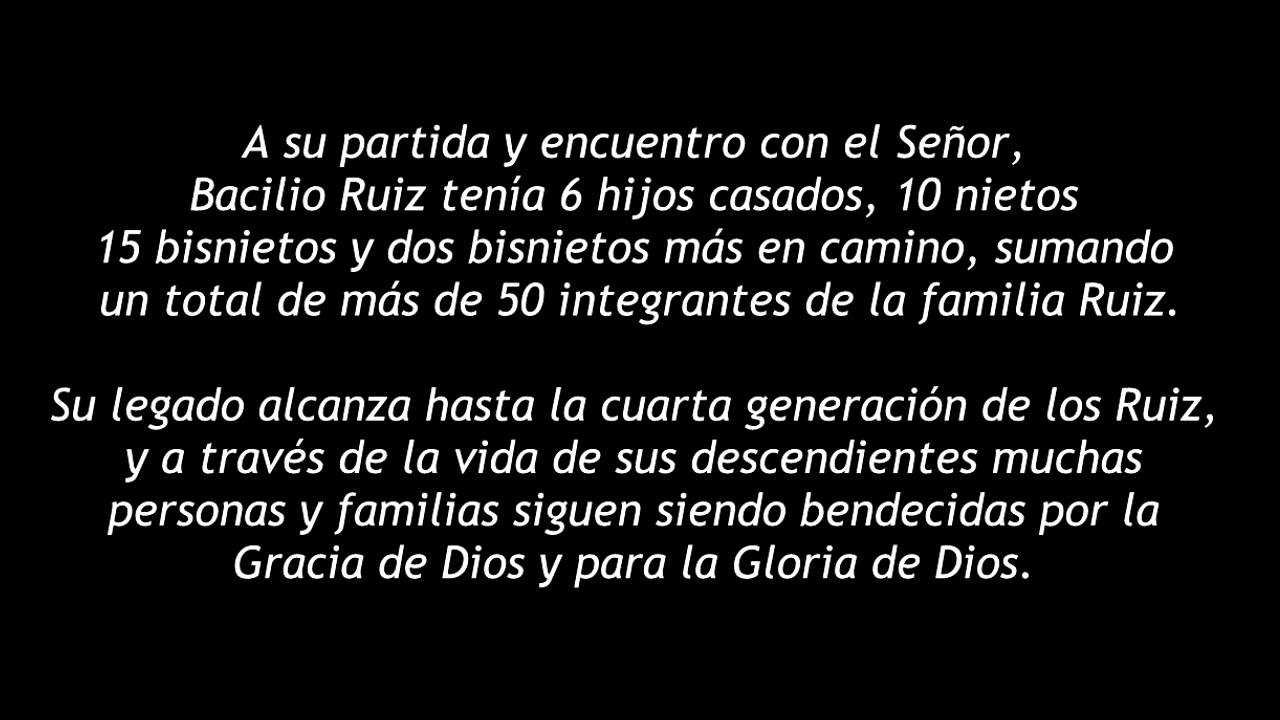 A su partida y encuentro con el Señor,
Bacilio Ruiz tenía 6 hijos casados, 10 nietos
15 bisnietos y dos bisnietos más en camino, sumando
un total de más de 50 integrantes de la familia Ruiz.
Su legado alcanza hasta la cuarta generación de los Ruiz,
y a través de la vida de sus descendientes muchas
personas y familias siguen siendo bendecidas por la
Gracia de Dios y para la Gloria de Dios.